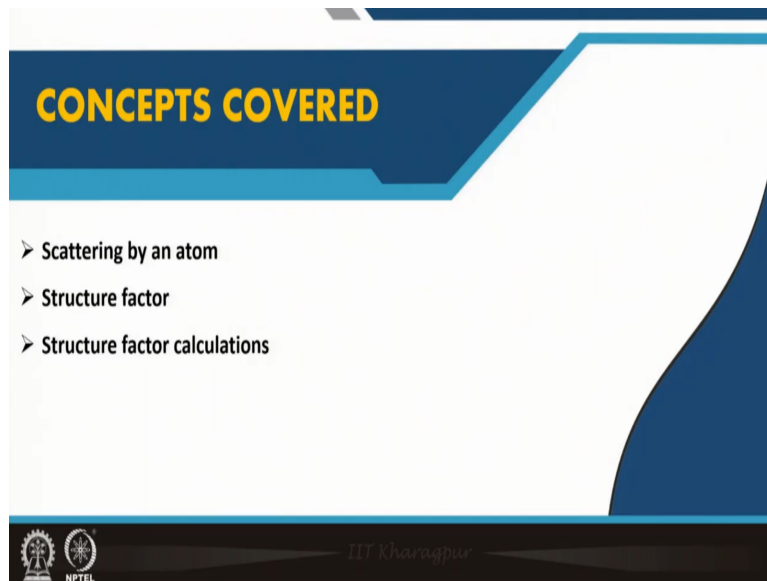 CONCEPTS COVERED
➢ Scattering by an atom
➢ Structure factor
➢ Structure factor calculations
IIT Kharagpur
NPTEL